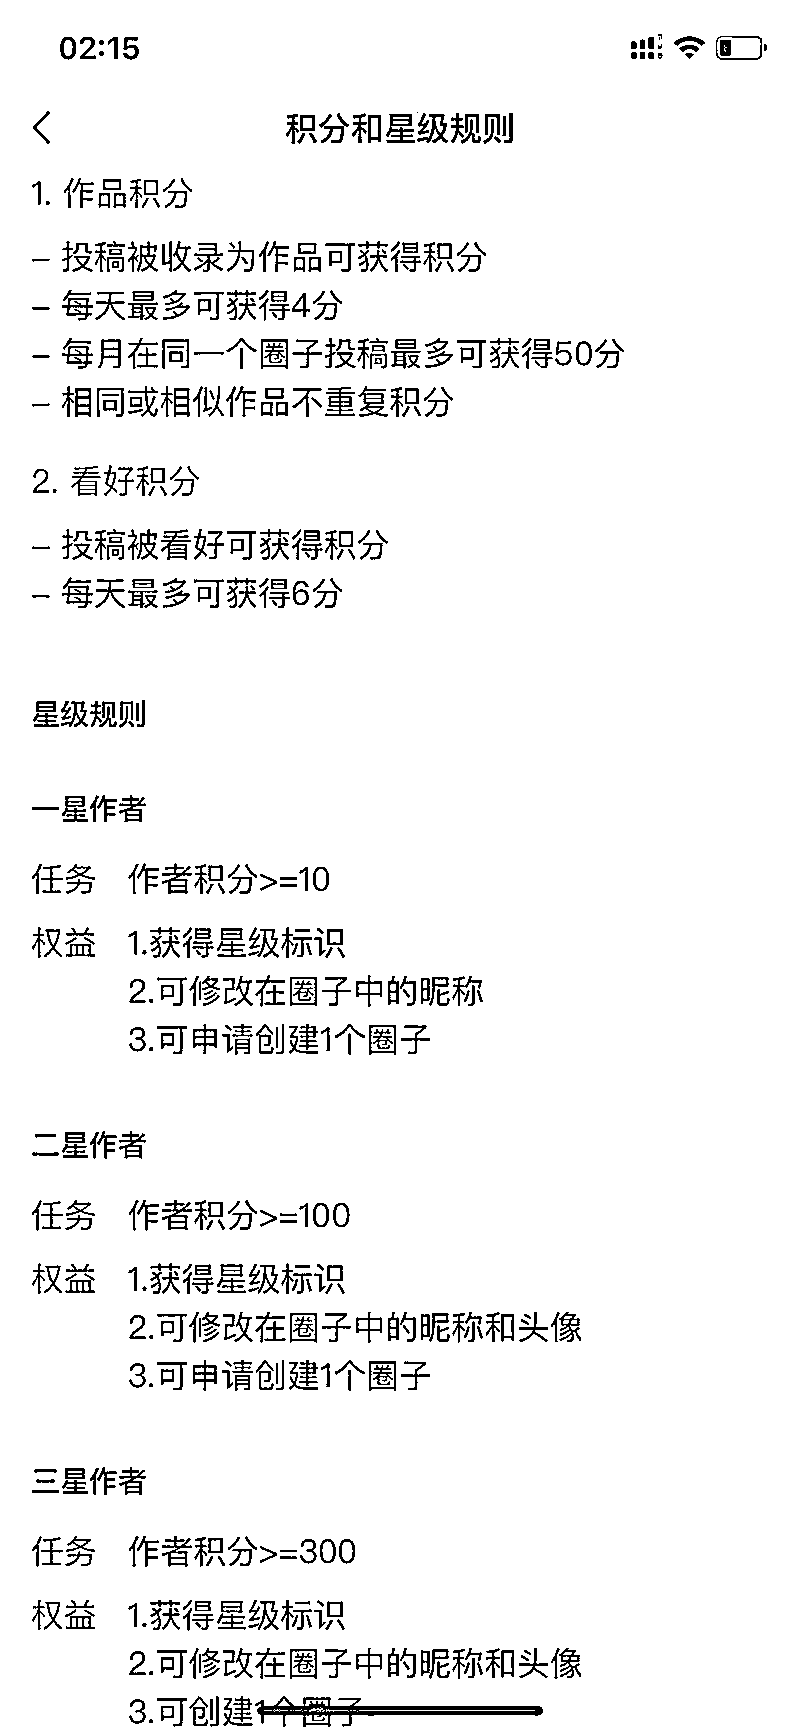 02:15
积分和星级规则
1. 作品积分
– 投稿被收录为作品可获得积分
– 每天最多可获得4分
– 每月在同一个圈子投稿最多可获得50分
– 相同或相似作品不重复积分
2. 看好积分
– 投稿被看好可获得积分
– 每天最多可获得6分
星级规则
一星作者
任务 作者积分>=10
权益 1.获得星级标识
2.可修改在圈子中的昵称
3.可申请创建1个圈子
二星作者
任务 作者积分>=100
权益 1.获得星级标识
2.可修改在圈子中的昵称和头像
3.可申请创建1个圈子
三星作者
任务 作者积分>=300
权益 1.获得星级标识
2.可修改在圈子中的昵称和头像
3.可创建1个圈子